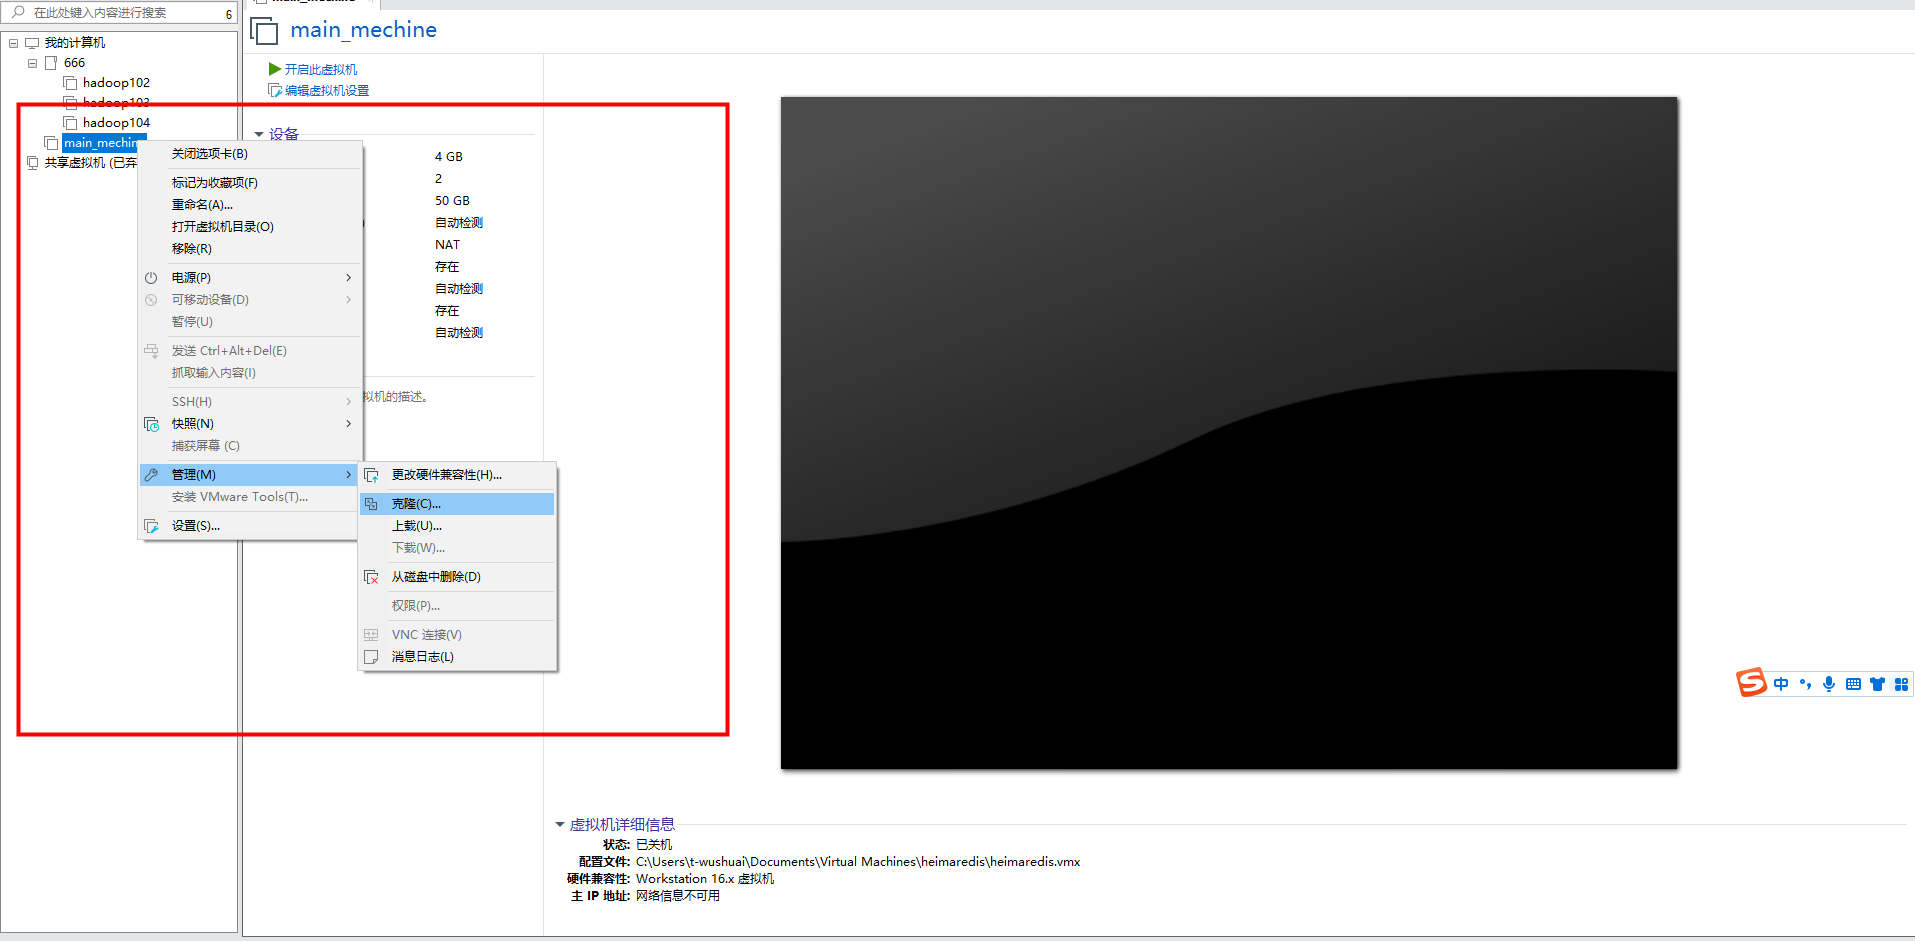 在此处键入内容进行搜索
6
我的计算机
666
hadoop102
hadoop103
hadoop104
main_mechin
共享虚拟机 (已弃
main_mechine
开启此虚拟机
编辑虚拟机设置
设备
4 GB
2
50 GB
自动检测
NAT
存在
自动检测
存在
自动检测
拟机的描述。
关闭选项卡(B)
标记为收藏项(F)
重命名(A)...
打开虚拟机目录(O)
移除(R)
电源(P)
可移动设备(D)
暂停(U)
发送 Ctrl+Alt+Del(E)
抓取输入内容(I)
SSH(H)
快照(N)
捕获屏幕 (C)
管理(M)
安装 VMware Tools(T)...
设置(S)...
更改硬件兼容性(H)...
克隆(C)...
上载(U)...
下载(W)...
从磁盘中删除(D)
权限(P)...
VNC 连接(V)
消息日志(L)
中
虚拟机详细信息
状态: 已关机
配置文件: C:\Users\t-wushuai\Documents\Virtual Machines\heimaredis\heimaredis.vmx
硬件兼容性: Workstation 16.x 虚拟机
主 IP 地址: 网络信息不可用